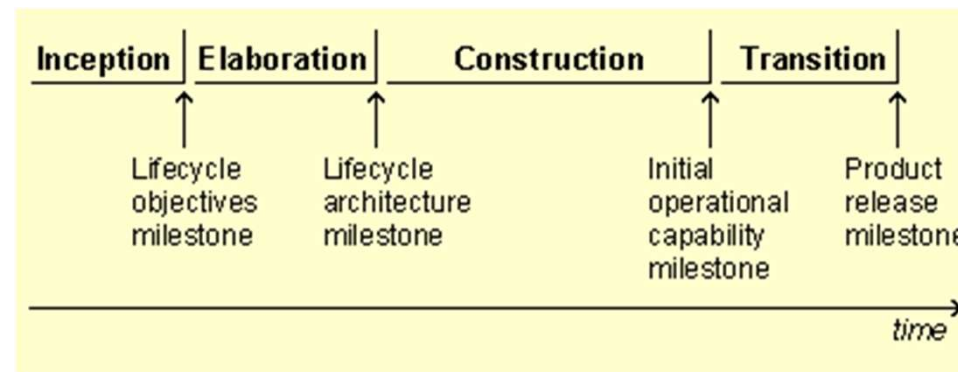 Inception Elaboration Construction Transition
Lifecycle
objectives
milestone
Lifecycle
architecture
milestone
Initial
operational
capability
milestone
Product
release
milestone
time